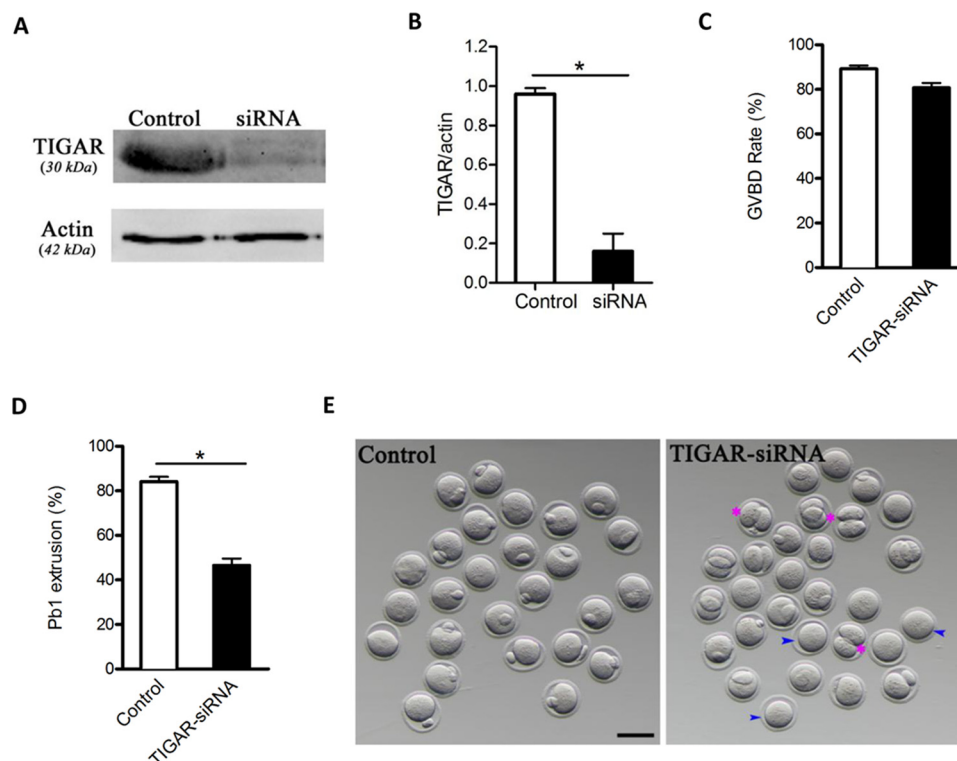 A
Control siRNA
TIGAR
(30 kDa)
Actin
(42 kDa)
B
*
1.2
1.0
0.8
0.6
0.4
0.2
0.0
TIGAR/actin
Control siRNA
C
100
80
60
40
20
0
GVBD Rate (%)
Control
TIGAR-siRNA
D
*
100
80
60
40
20
0
Pb1 extrusion (%)
Control
TIGAR-siRNA
E
Control
TIGAR-siRNA
*
*
*